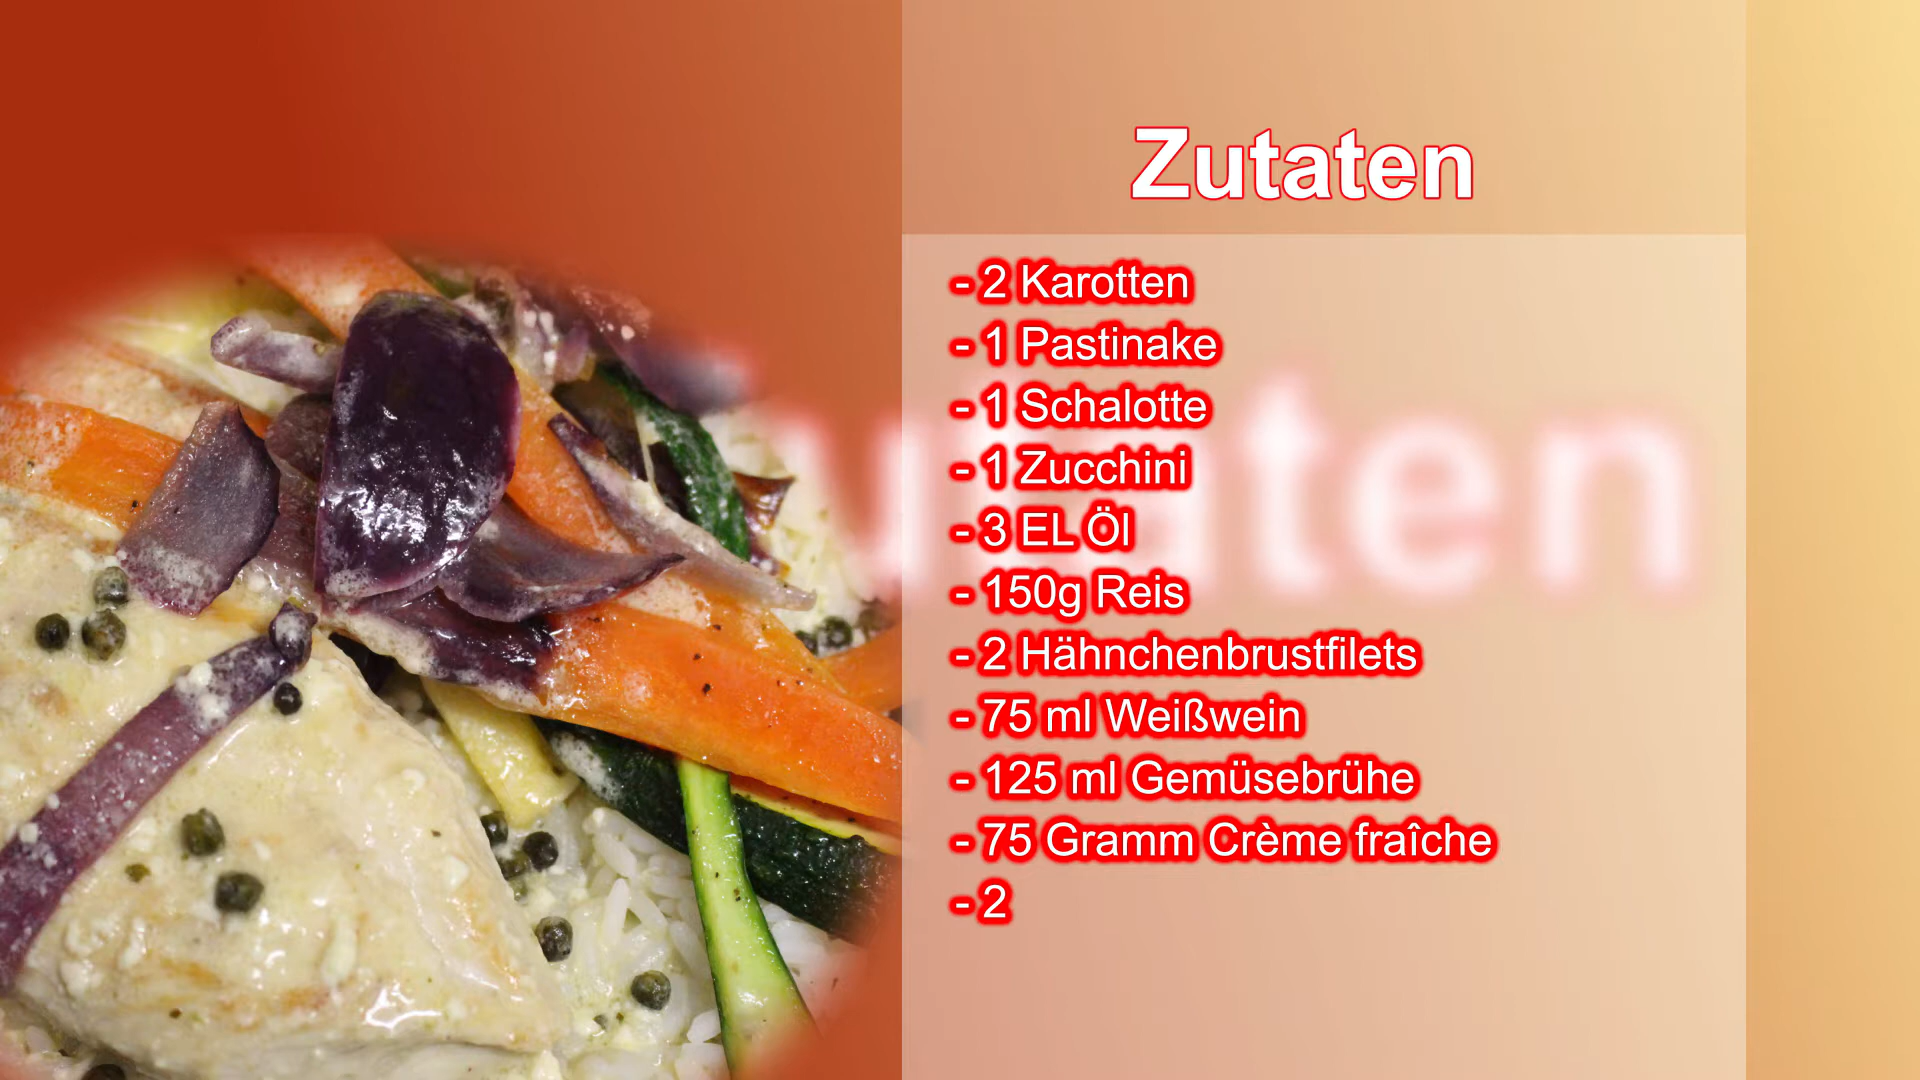 Zutaten
- 2 Karotten
- 1 Pastinake
- 1 Schalotte
- 1 Zucchini
- 3 EL Öl
- 150g Reis
- 2 Hähnchenbrustfilets
- 75 ml Weißwein
- 125 ml Gemüsebrühe
- 75 Gramm Crème fraîche
- 2